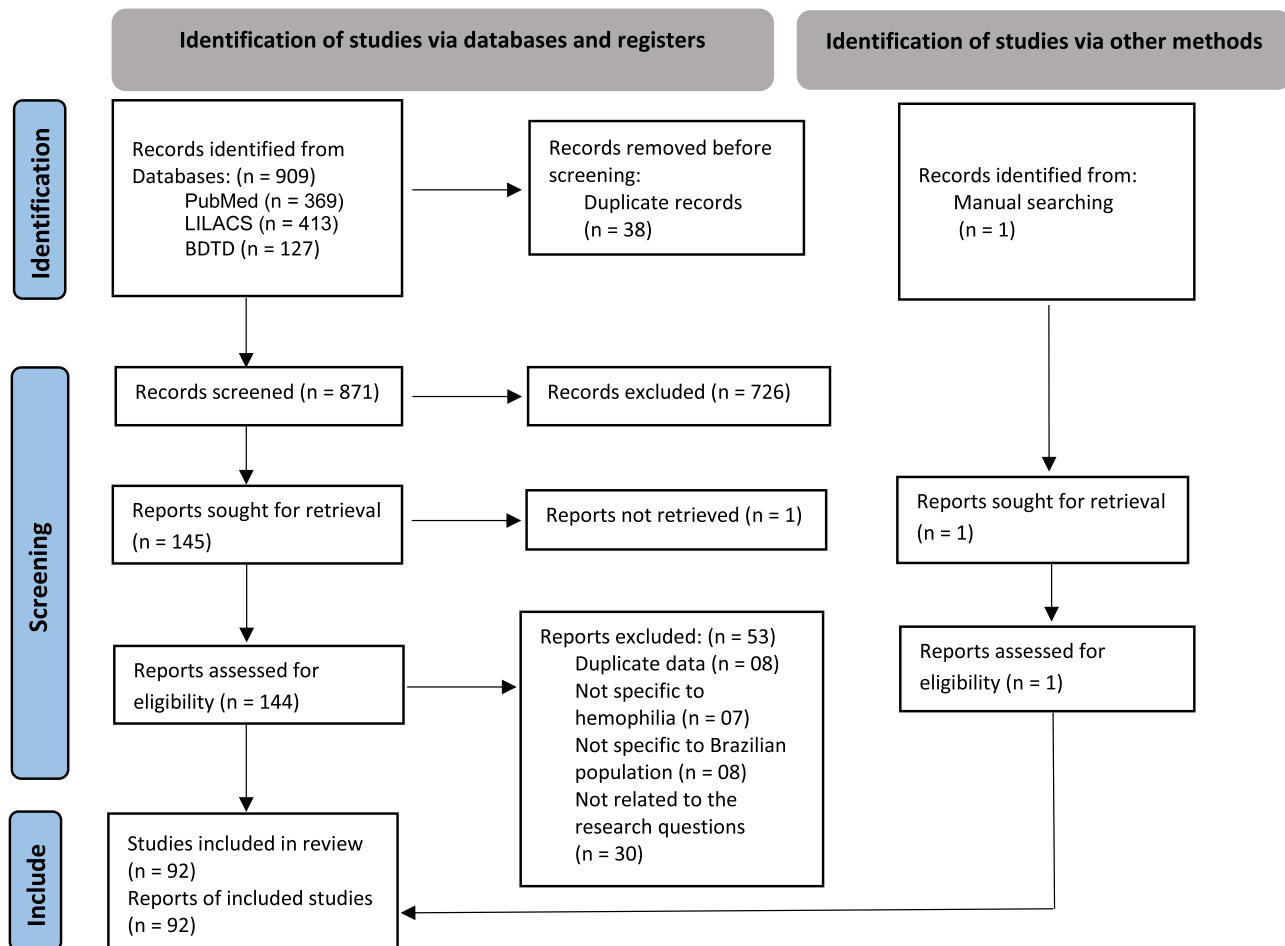 Identification of studies via databases and registers
Identification of studies via other methods
Identification
Records identified from
Databases: (n = 909)
PubMed (n = 369)
LILACS (n = 413)
BDTD (n = 127)
Records removed before
screening:
Duplicate records
(n = 38)
Records identified from:
Manual searching
(n = 1)
Screening
Records screened (n = 871)
Records excluded (n = 726)
Reports sought for retrieval
(n = 145)
Reports not retrieved (n = 1)
Reports sought for retrieval
(n = 1)
Reports assessed for
eligibility (n = 144)
Reports excluded: (n = 53)
Duplicate data (n = 08)
Not specific to
hemophilia (n = 07)
Not specific to Brazilian
population (n = 08)
Not related to the
research questions
(n = 30)
Reports assessed for
eligibility (n = 1)
Include
Studies included in review
(n = 92)
Reports of included studies
(n = 92)